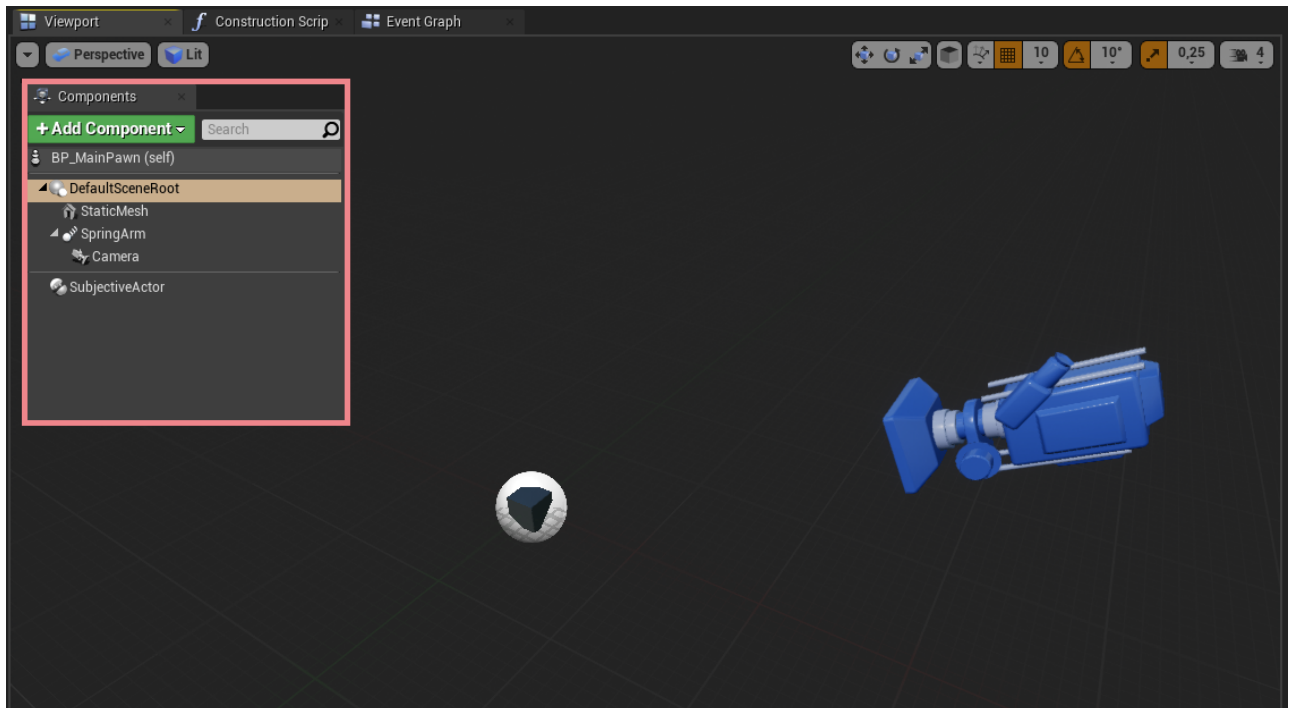 Viewport Construction Scrip Event Graph
Perspective Lit 10 10° 0,25 4
Components
+Add Component Search
BP_MainPawn (self)
DefaultSceneRoot
StaticMesh
SpringArm
Camera
SubjectiveActor